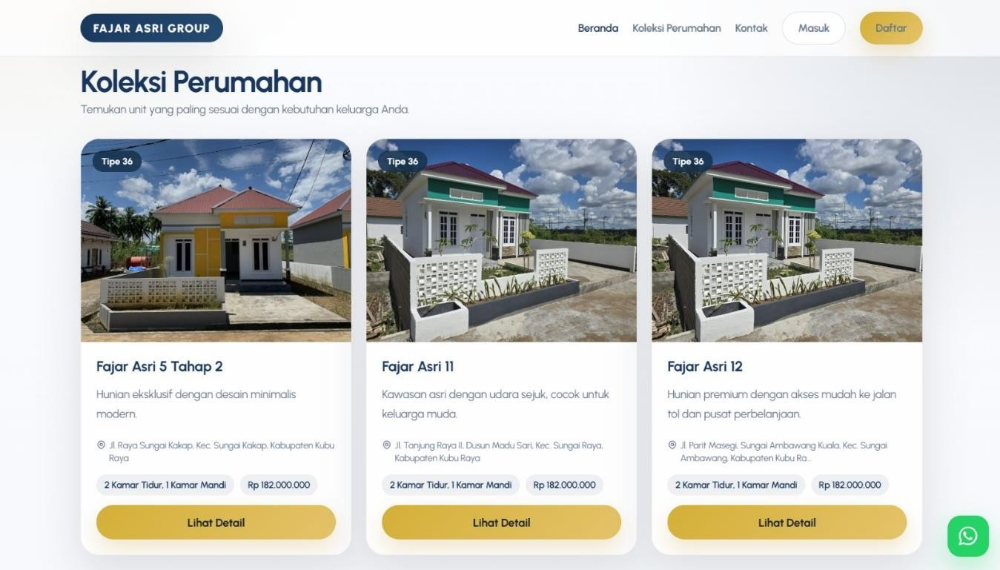 FAJAR ASRI GROUP
Beranda
Koleksi Perumahan
Kontak
Masuk
Daftar
Koleksi Perumahan
Temukan unit yang paling sesuai dengan kebutuhan keluarga Anda.
Tipe 36
Fajar Asri 5 Tahap 2
Hunian eksklusif dengan desain minimalis
modern.
Jl. Raya Sungai Kakap, Kec. Sungai Kakap, Kabupaten Kubu
Raya
2 Kamar Tidur, 1 Kamar Mandi
Rp 182.000.000
Lihat Detail
Tipe 36
Fajar Asri 11
Kawasan asri dengan udara sejuk, cocok untuk
keluarga muda.
Jl. Tanjung Raya II, Dusun Madu Sari, Kec. Sungai Raya,
Kabupaten Kubu Raya
2 Kamar Tidur, 1 Kamar Mandi
Rp 182.000.000
Lihat Detail
Tipe 36
Fajar Asri 12
Hunian premium dengan akses mudah ke jalan
tol dan pusat perbelanjaan.
Jl. Parit Masegi, Sungai Ambawang Kuala, Kec. Sungai
Ambawang, Kabupaten Kubu Ra...
2 Kamar Tidur, 1 Kamar Mandi
Rp 182.000.000
Lihat Detail